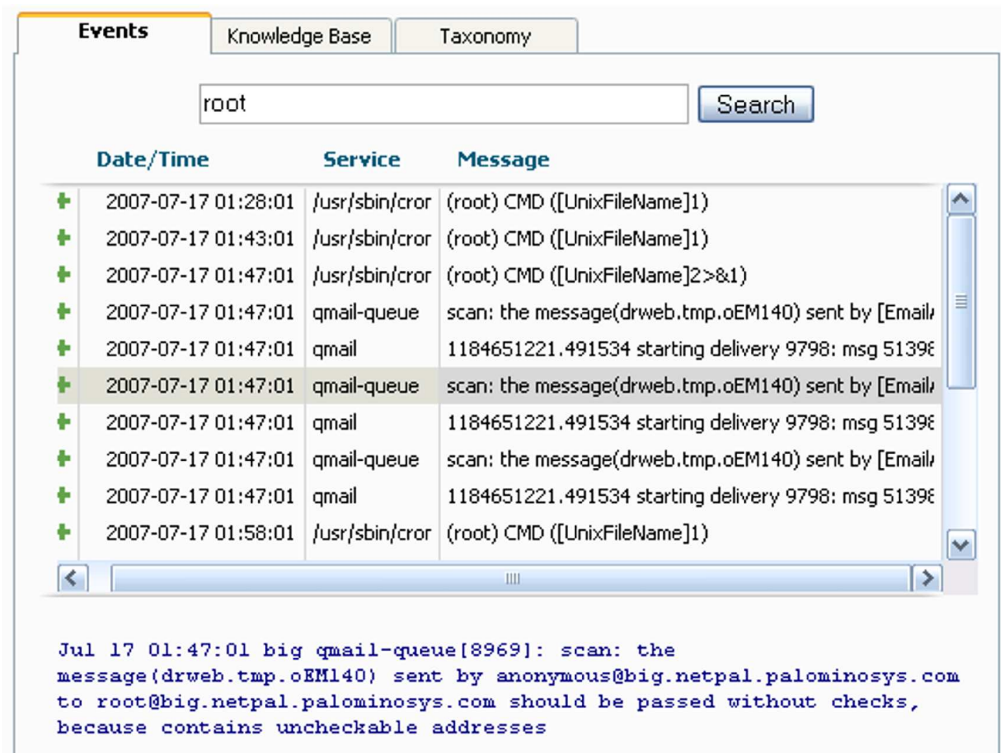 Events Knowledge Base Taxonomy
root Search
Date/Time Service Message
2007-07-17 01:28:01 /usr/sbin/cror (root) CMD ([UnixFileName]1)
2007-07-17 01:43:01 /usr/sbin/cror (root) CMD ([UnixFileName]1)
2007-07-17 01:47:01 /usr/sbin/cror (root) CMD ([UnixFileName]2>&1)
2007-07-17 01:47:01 qmail-queue scan: the message(drweb.tmp.oEM140) sent by [Email
2007-07-17 01:47:01 qmail 1184651221.491534 starting delivery 9798: msg 51398
2007-07-17 01:47:01 qmail-queue scan: the message(drweb.tmp.oEM140) sent by [Email
2007-07-17 01:47:01 qmail 1184651221.491534 starting delivery 9798: msg 51398
2007-07-17 01:47:01 qmail-queue scan: the message(drweb.tmp.oEM140) sent by [Email
2007-07-17 01:47:01 qmail 1184651221.491534 starting delivery 9798: msg 51398
2007-07-17 01:58:01 /usr/sbin/cror (root) CMD ([UnixFileName]1)
Jul 17 01:47:01 big qmail-queue[8969]: scan: the
message(drweb.tmp.oEM140) sent by anonymous@big.netpal.palominosys.com
to root@big.netpal.palominosys.com should be passed without checks,
because contains uncheckable addresses